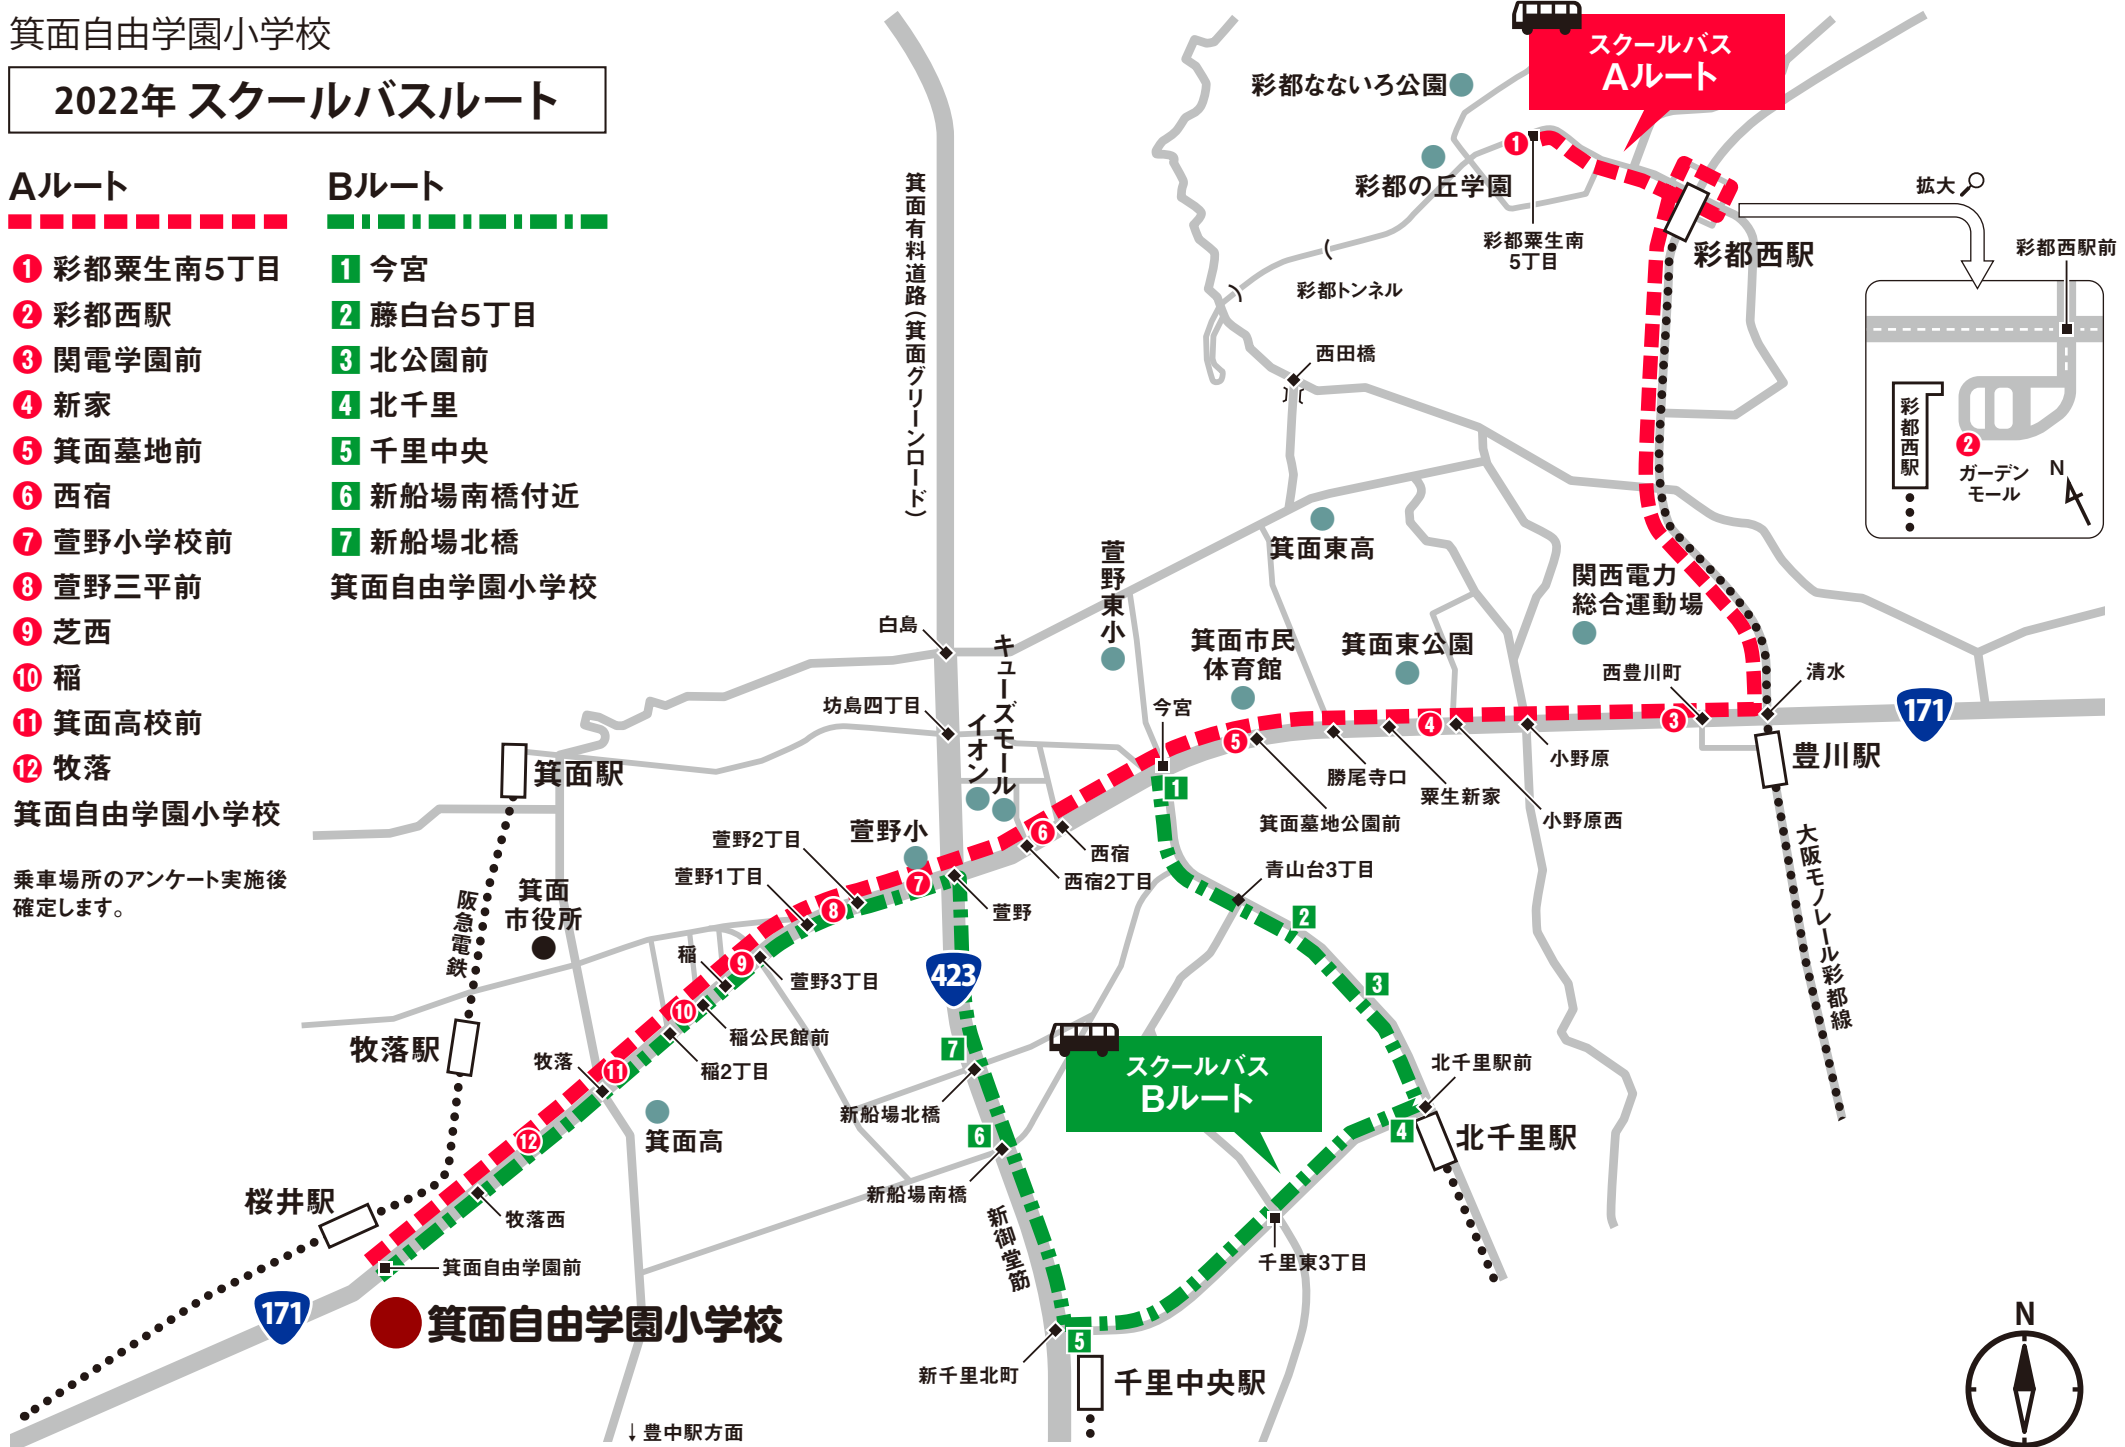 箕面自由学園小学校
2022年 スクールバスルート
Aルート
1 彩都粟生南5丁目
2 彩都西駅
3 関電学園前
4 新家
5 箕面墓地前
6 西宿
7 萱野小学校前
8 萱野三平前
9 芝西
10 稲
11 箕面高校前
12 牧落
箕面自由学園小学校
乗車場所のアンケート実施後
確定します。
Bルート
1 今宮
2 藤白台5丁目
3 北公園前
4 北千里
5 千里中央
6 新船場南橋付近
7 新船場北橋
箕面自由学園小学校
箕面有料道路(箕面グリーンロード)
スクールバス
Aルート
彩都なないろ公園
彩都の丘学園
1
彩都粟生南
5丁目
彩都西駅
彩都トンネル
西田橋
拡大
彩都西駅前
彩都西駅
2
ガーデン
モール
N
箕面東高
萱野東小
関西電力
総合運動場
箕面市民
体育館
箕面東公園
西豊川町
清水
171
白島
キューズモール
イオン
坊島四丁目
今宮
5
4
3
小野原
豊川駅
勝尾寺口
粟生新家
小野原西
箕面墓地公園前
1
箕面駅
萱野小
萱野2丁目
萱野1丁目
6
西宿
西宿2丁目
青山台3丁目
7
8
萱野
2
大阪モノレール彩都線
箕面
市役所
阪急電鉄
稲
9
萱野3丁目
423
3
10
稲公民館前
稲2丁目
牧落駅
牧落
11
7
新船場北橋
スクールバス
Bルート
北千里駅前
箕面高
12
6
4
北千里駅
桜井駅
牧落西
新船場南橋
新御堂筋
箕面自由学園前
千里東3丁目
171
箕面自由学園小学校
5
新千里北町
千里中央駅
↓豊中駅方面
N